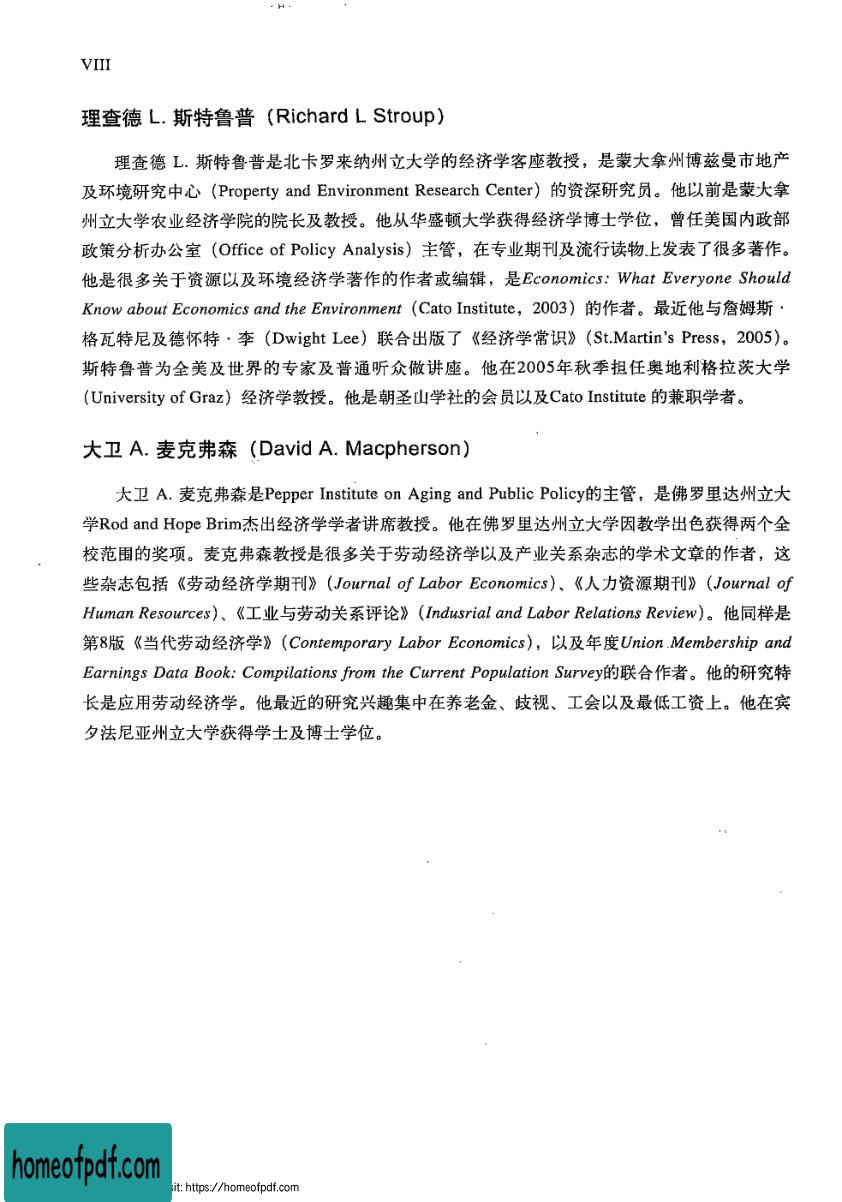 VIII
理查德 L. 斯特鲁普（Richard L Stroup）
理查德 L. 斯特鲁普是北卡罗来纳州立大学的经济学客座教授，是蒙大拿州博兹曼市地产
及环境研究中心（Property and Environment Research Center）的资深研究员。他以前是蒙大拿
州立大学农业经济学院的院长及教授。他从华盛顿大学获得经济学博士学位，曾任美国内政部
政策分析办公室（Office of Policy Analysis）主管，在专业期刊及流行读物上发表了很多著作。
他是很多关于资源以及环境经济学著作的作者或编辑，是Economics: What Everyone Should
Know about Economics and the Environment（Cato Institute，2003）的作者。最近他与詹姆斯·
格瓦特尼及德怀特·李（Dwight Lee）联合出版了《经济学常识》（St.Martin's Press，2005）。
斯特鲁普为全美及世界的专家及普通听众做讲座。他在2005年秋季担任奥地利格拉茨大学
（University of Graz）经济学教授。他是朝圣山学社的会员以及Cato Institute 的兼职学者。
大卫 A. 麦克弗森（David A. Macpherson）
大卫 A. 麦克弗森是Pepper Institute on Aging and Public Policy的主管，是佛罗里达州立大
学Rod and Hope Brim杰出经济学学者讲席教授。他在佛罗里达州立大学因教学出色获得两个全
校范围的奖项。麦克弗森教授是很多关于劳动经济学以及产业关系杂志的学术文章的作者，这
些杂志包括《劳动经济学期刊》（Journal of Labor Economics）、《人力资源期刊》（Journal of
Human Resources）、《工业与劳动关系评论》（Indusrial and Labor Relations Review）。他同样是
第8版《当代劳动经济学》（Contemporary Labor Economics），以及年度Union Membership and
Earnings Data Book: Compilations from the Current Population Survey的联合作者。他的研究特
长是应用劳动经济学。他最近的研究兴趣集中在养老金、歧视、工会以及最低工资上。他在宾
夕法尼亚州立大学获得学士及博士学位。
homeofpdf.com
sit: https://homeofpdf.com